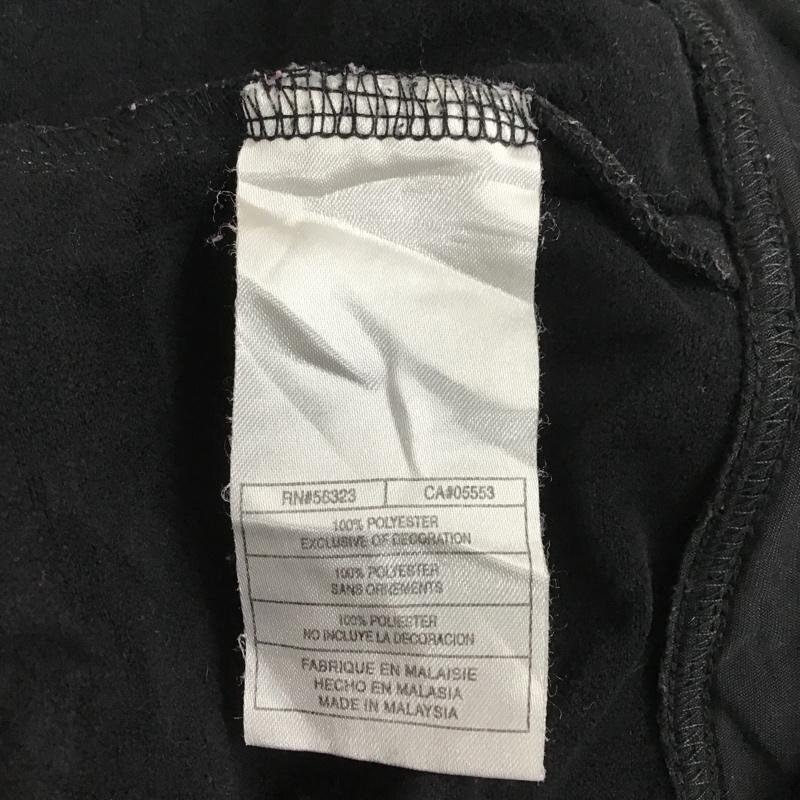 RN#56323 CA#05553
100% POLYESTER
EXCLUSIVE OF DECORATION
100% POLYESTER
SANS ORNEMENTS
100% POLIESTER
NO INCLUYE LA DECORACION
FABRIQUE EN MALAISIE
HECHO EN MALASIA
MADE IN MALAYSIA